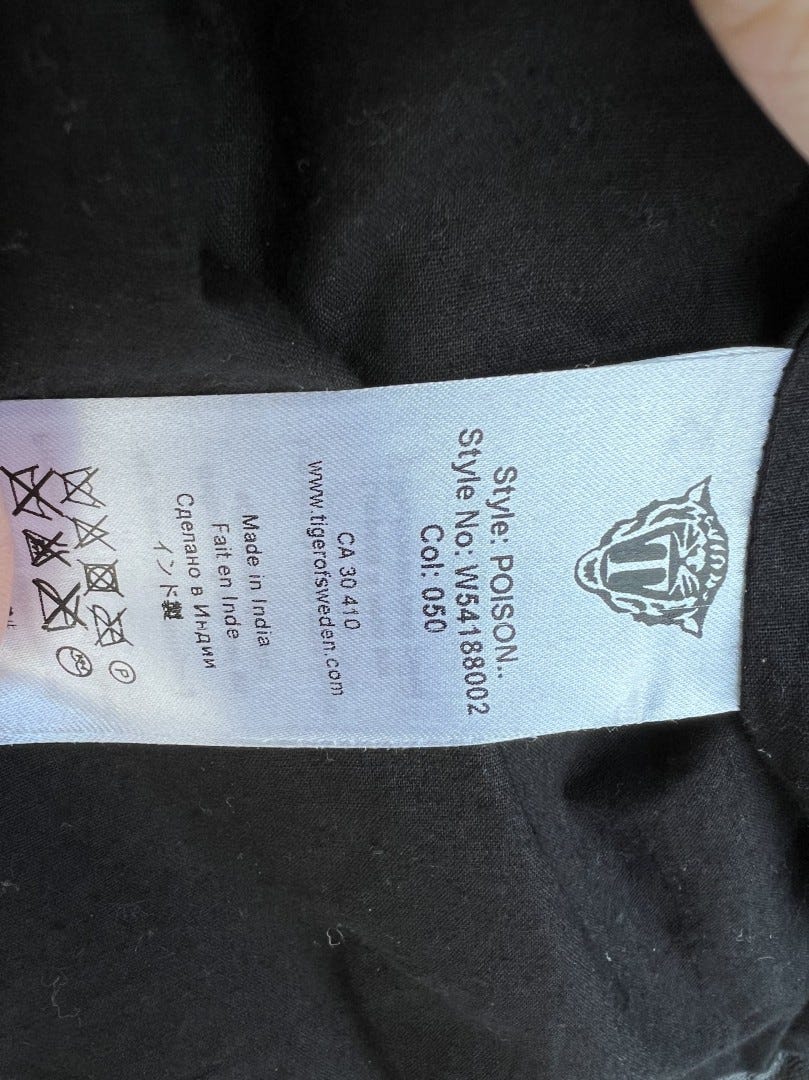 Style: POISON..
Style No: W54188002
Col: 050
CA 30 410
www.tigerofsweden.com
Made in India
Fait en Inde
Сделано в Индии
インド製
P